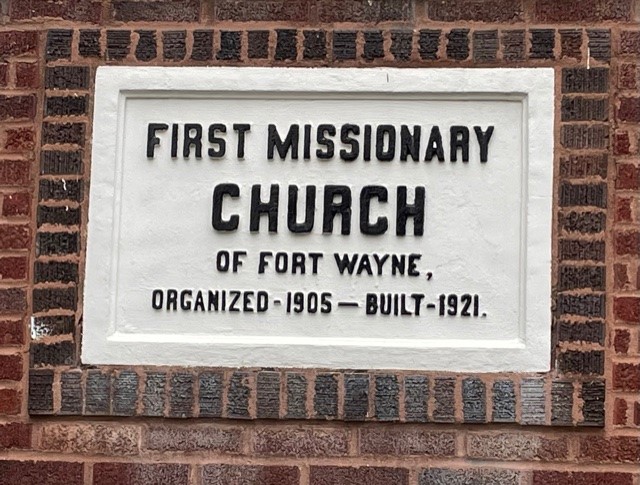 FIRST MISSIONARY
CHURCH
OF FORT WAYNE,
ORGANIZED - 1905 — BUILT - 1921.